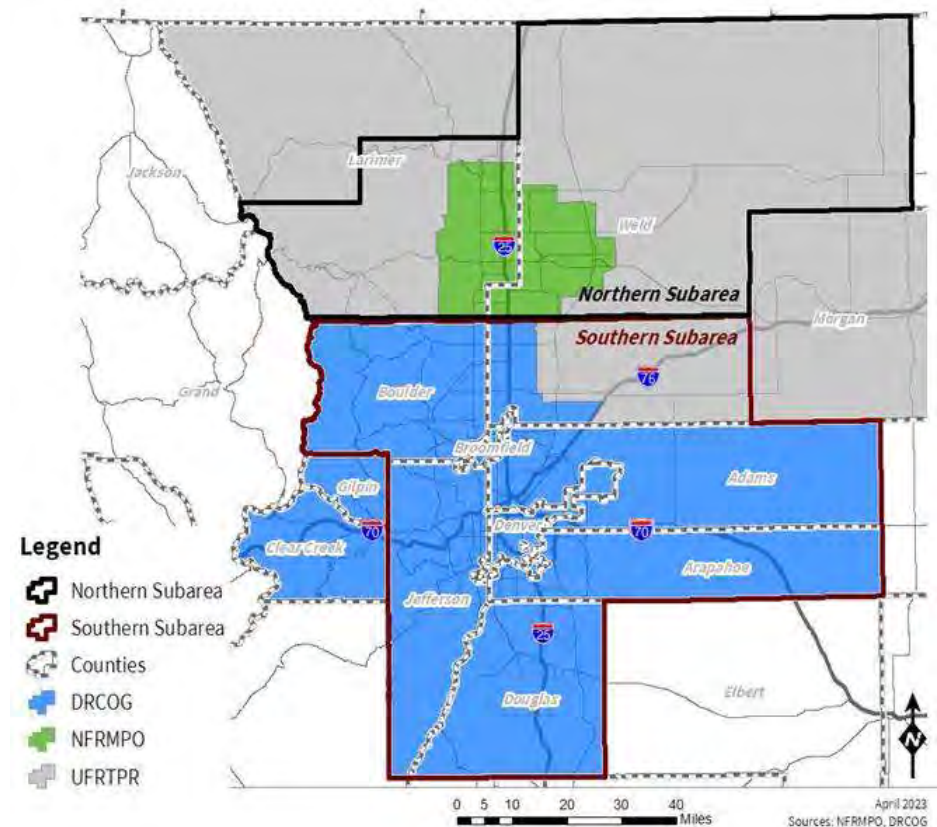 Jackson
Larimer
Weld
25
Northern Subarea
Southern Subarea
Morgan
76
Grand
Boulder
Broomfield
Gilpin
Adams
70
Denver
70
Clear Creek
Arapahoe
Jefferson
25
Douglas
Elbert
Legend
Northern Subarea
Southern Subarea
Counties
DRCOG
NFRMPO
UFRTPR
N
0 5 10 20 30 40
Miles
April 2023
Sources: NFRMPO, DRCOG